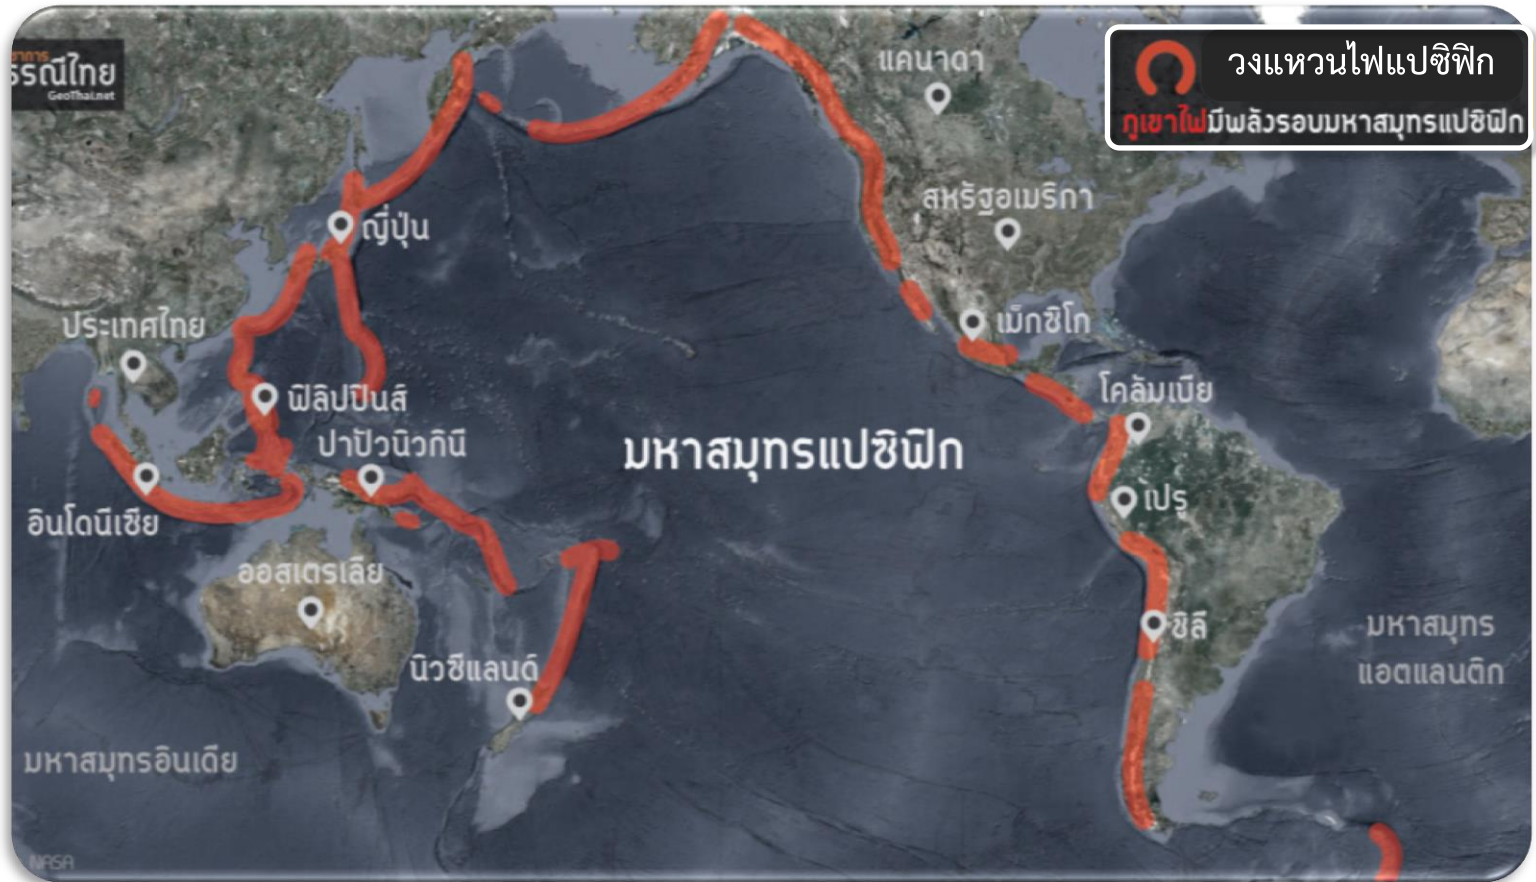 รรณีไทย
GeoThai.net
วงแหวนไฟแปซิฟิก
ภูเขาไฟมีพลังรอบมหาสมุทรแปซิฟิก
แคนาดา
สหรัฐอเมริกา
ญี่ปุ่น
ประเทศไทย
เม็กซิโก
ฟิลิปปินส์
โคลัมเบีย
ปาปัวนิวกินี
มหาสมุทรแปซิฟิก
เปรู
อินโดนีเซีย
ออสเตรเลีย
ชิลี
มหาสมุทร
แอตแลนติก
นิวซีแลนด์
มหาสมุทรอินเดีย
NASA